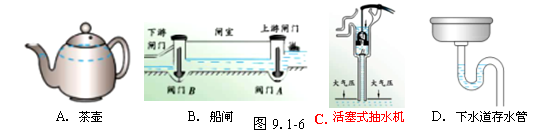 下游
闸门
闸室
上游闸门
阀门B
阀门A
大气压
大气压
A. 茶壶
B. 船闸
C. 活塞式抽水机
D. 下水道存水管
图 9.1-6